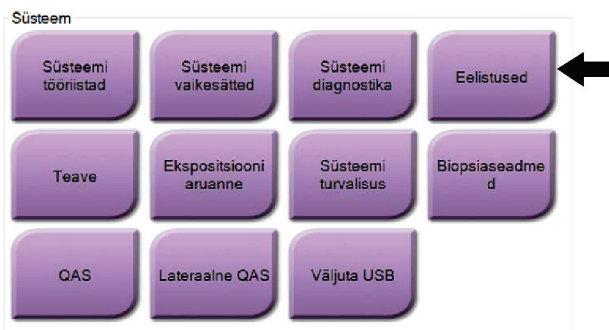 Süsteem
Süsteemi
tööriistad
Süsteemi
vaikesätted
Süsteemi
diagnostika
Eelistused
Teave
Ekspositsiooni
aruanne
Süsteemi
turvalisus
Biopsiaseadme
d
QAS
Lateraalne QAS
Väljuta USB